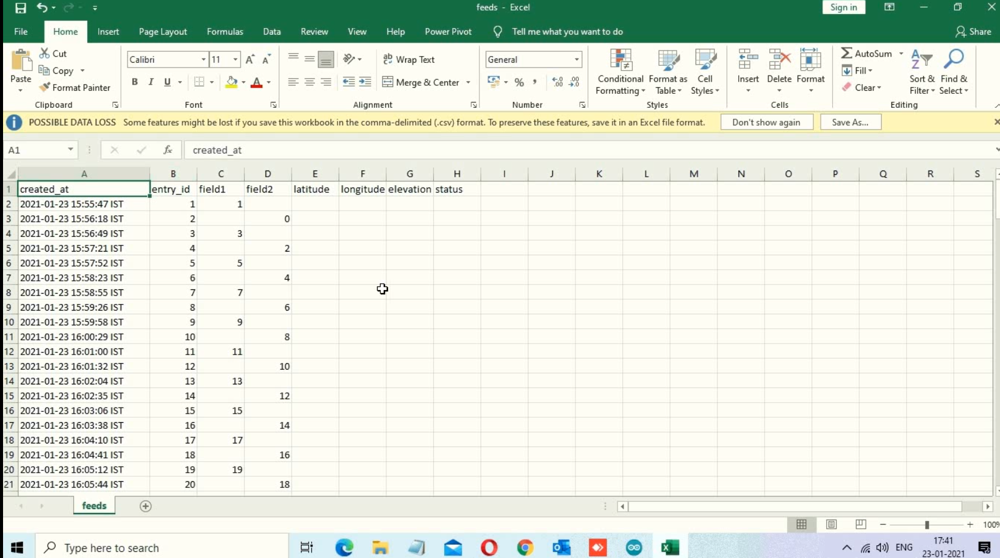 feeds - Excel
Sign in
File Home Insert Page Layout Formulas Data Review View Help Power Pivot Tell me what you want to do Share
Cut
Copy
Format Painter
Paste
Clipboard
Calibri 11
B I U
Font
Wrap Text
Merge & Center
Alignment
General
%
Number
Conditional Formatting
Format as Table
Cell Styles
Styles
Insert
Delete
Format
Cells
AutoSum
Fill
Clear
Sort & Filter
Find & Select
Editing
POSSIBLE DATA LOSS Some features might be lost if you save this workbook in the comma-delimited (.csv) format. To preserve these features, save it in an Excel file format. Don't show again Save As...
A1 fx created_at
A B C D E F G H I J K L M N O P Q R S
1 created_at entry_id field1 field2 latitude longitude elevation status
2 2021-01-23 15:55:47 IST 1 1
3 2021-01-23 15:56:18 IST 2 0
4 2021-01-23 15:56:49 IST 3 3
5 2021-01-23 15:57:21 IST 4 2
6 2021-01-23 15:57:52 IST 5 5
7 2021-01-23 15:58:23 IST 6 4
8 2021-01-23 15:58:55 IST 7 7
9 2021-01-23 15:59:26 IST 8 6
10 2021-01-23 15:59:58 IST 9 9
11 2021-01-23 16:00:29 IST 10 8
12 2021-01-23 16:01:00 IST 11 11
13 2021-01-23 16:01:32 IST 12 10
14 2021-01-23 16:02:04 IST 13 13
15 2021-01-23 16:02:35 IST 14 12
16 2021-01-23 16:03:06 IST 15 15
17 2021-01-23 16:03:38 IST 16 14
18 2021-01-23 16:04:10 IST 17 17
19 2021-01-23 16:04:41 IST 18 16
20 2021-01-23 16:05:12 IST 19 19
21 2021-01-23 16:05:44 IST 20 18
feeds
100%
Type here to search
ENG
17:41
23-01-2021